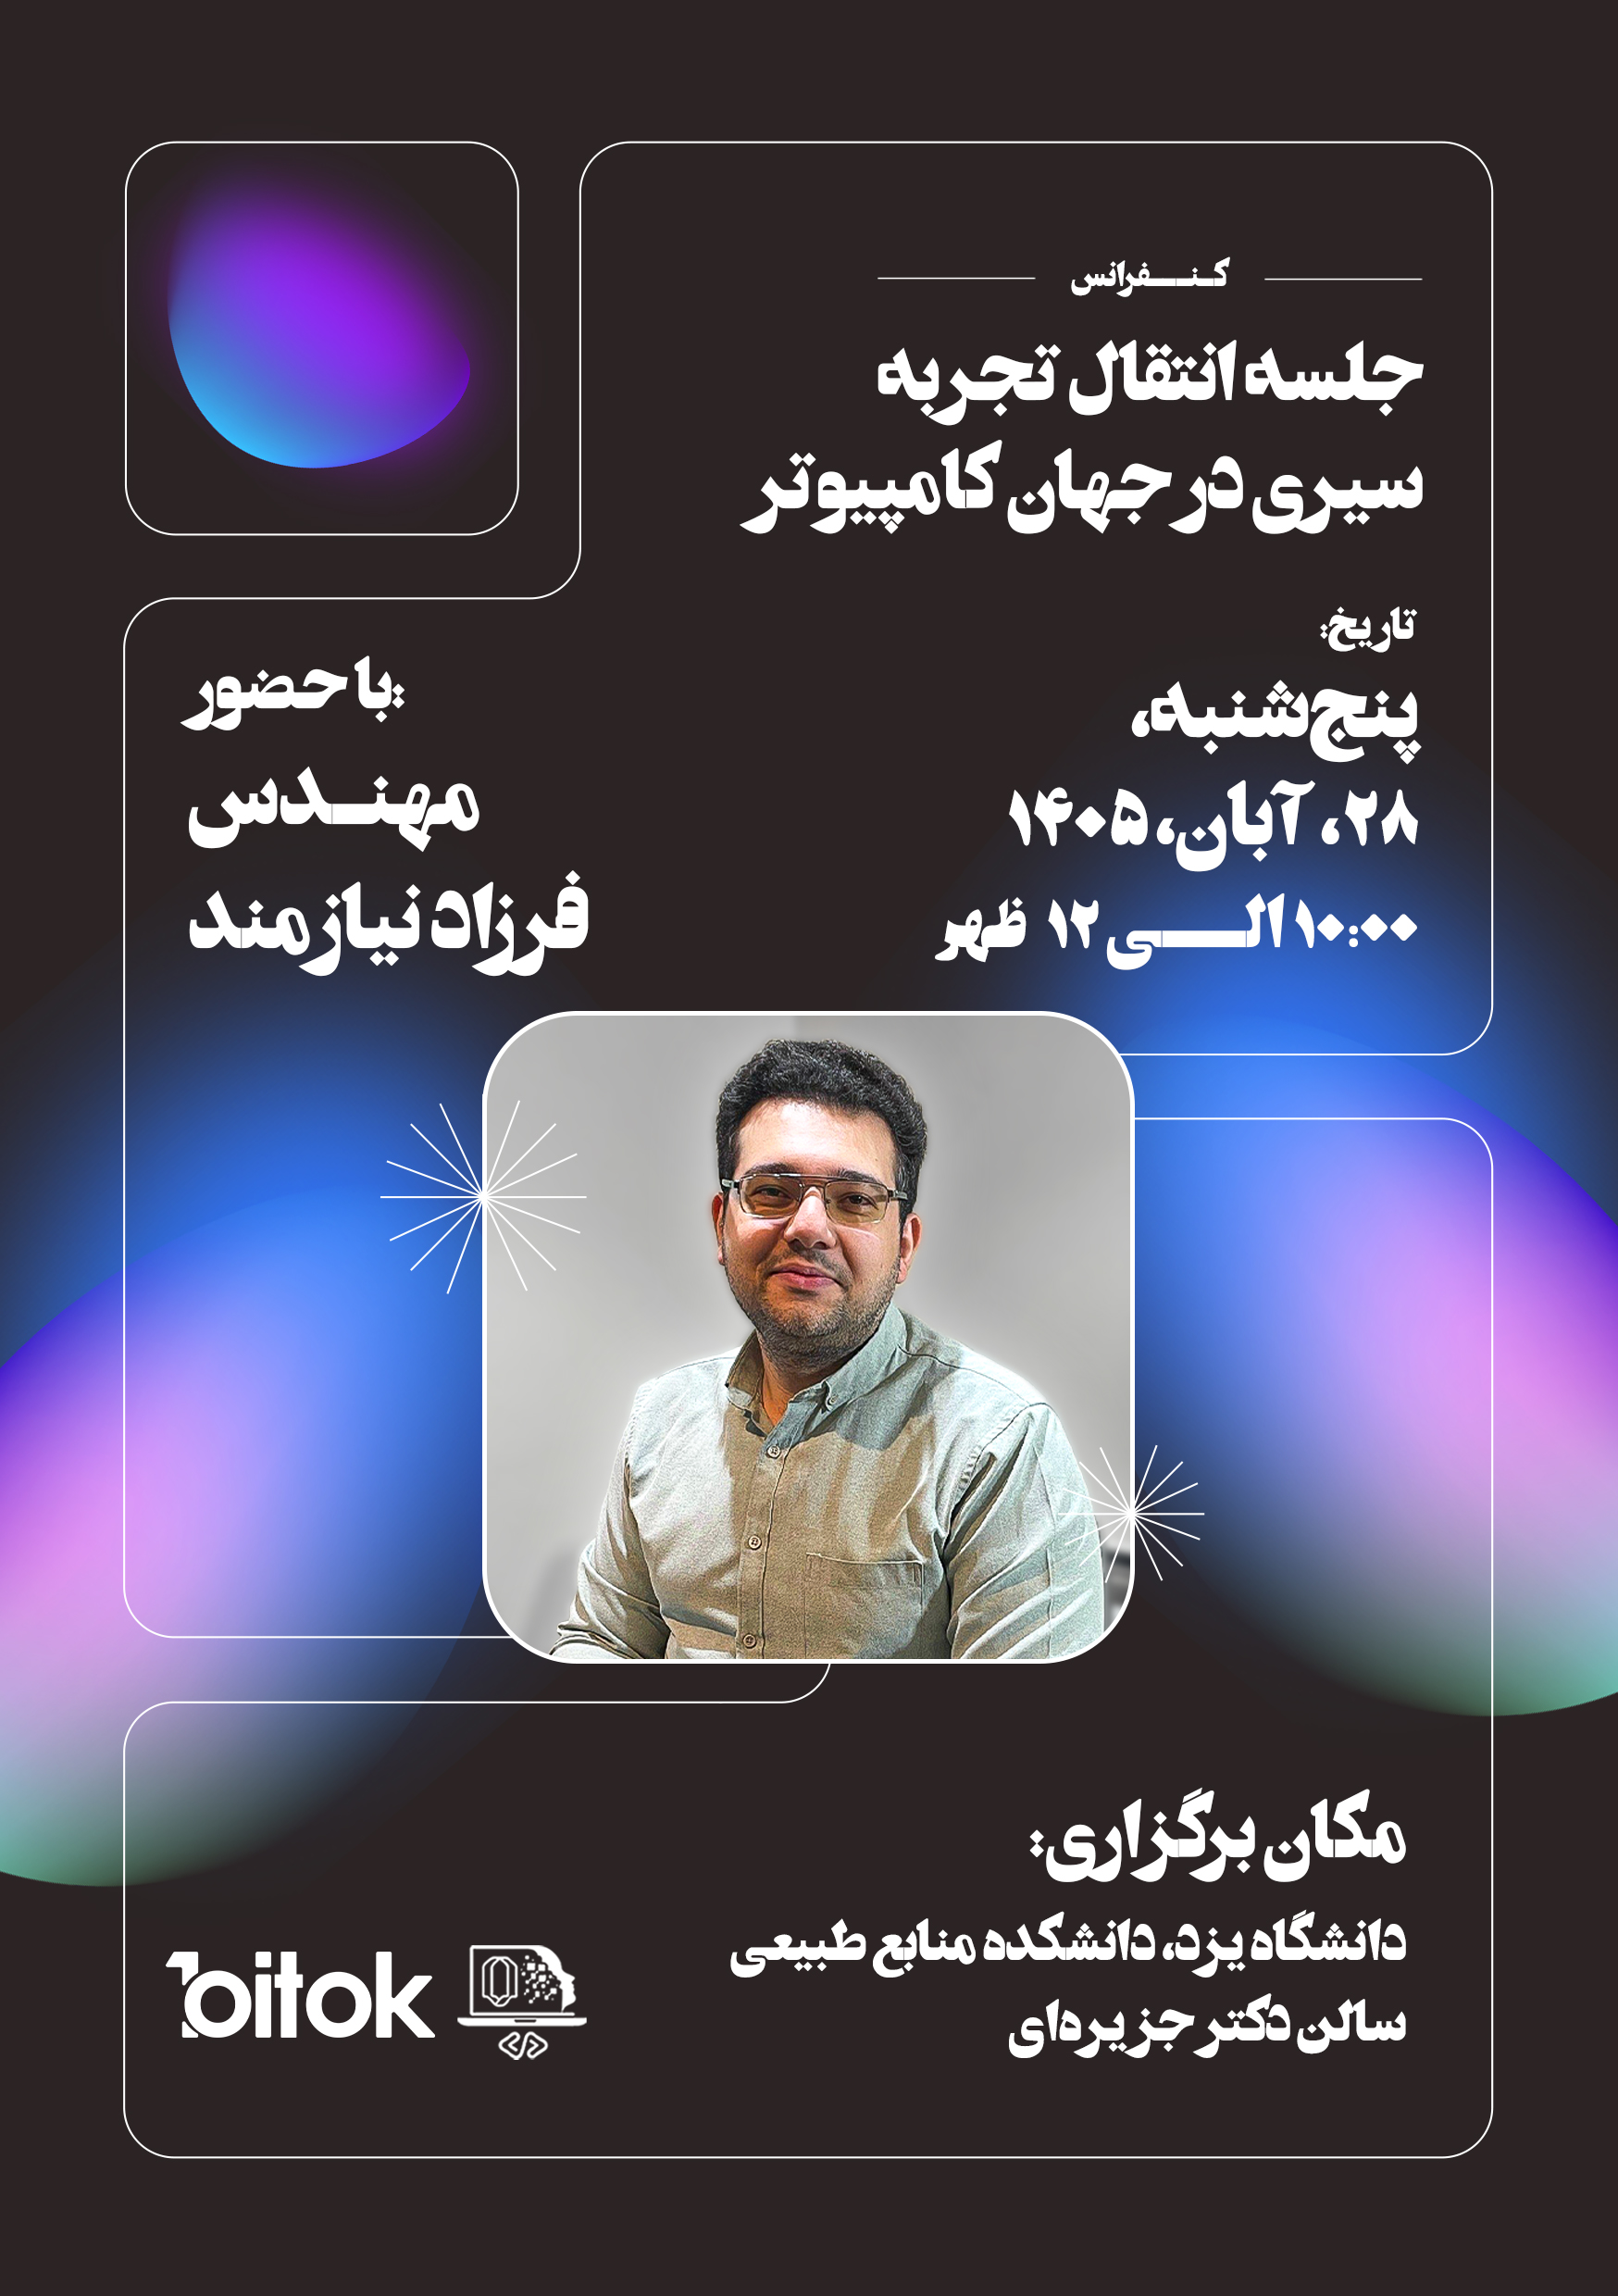 کنفرانس
جلسه انتقال تجربه
سیری در جهان کامپیوتر
تاریخ:
پنج‌شنبه،
۲۸، آبان، ۱۴۰۵
۱۰:۰۰ الی ۱۲ ظهر
:با حضور
مهندس
فرزاد نیازمند
مکان برگزاری:
دانشگاه یزد، دانشکده منابع طبیعی
سالن دکتر جزیره‌ای
bitok